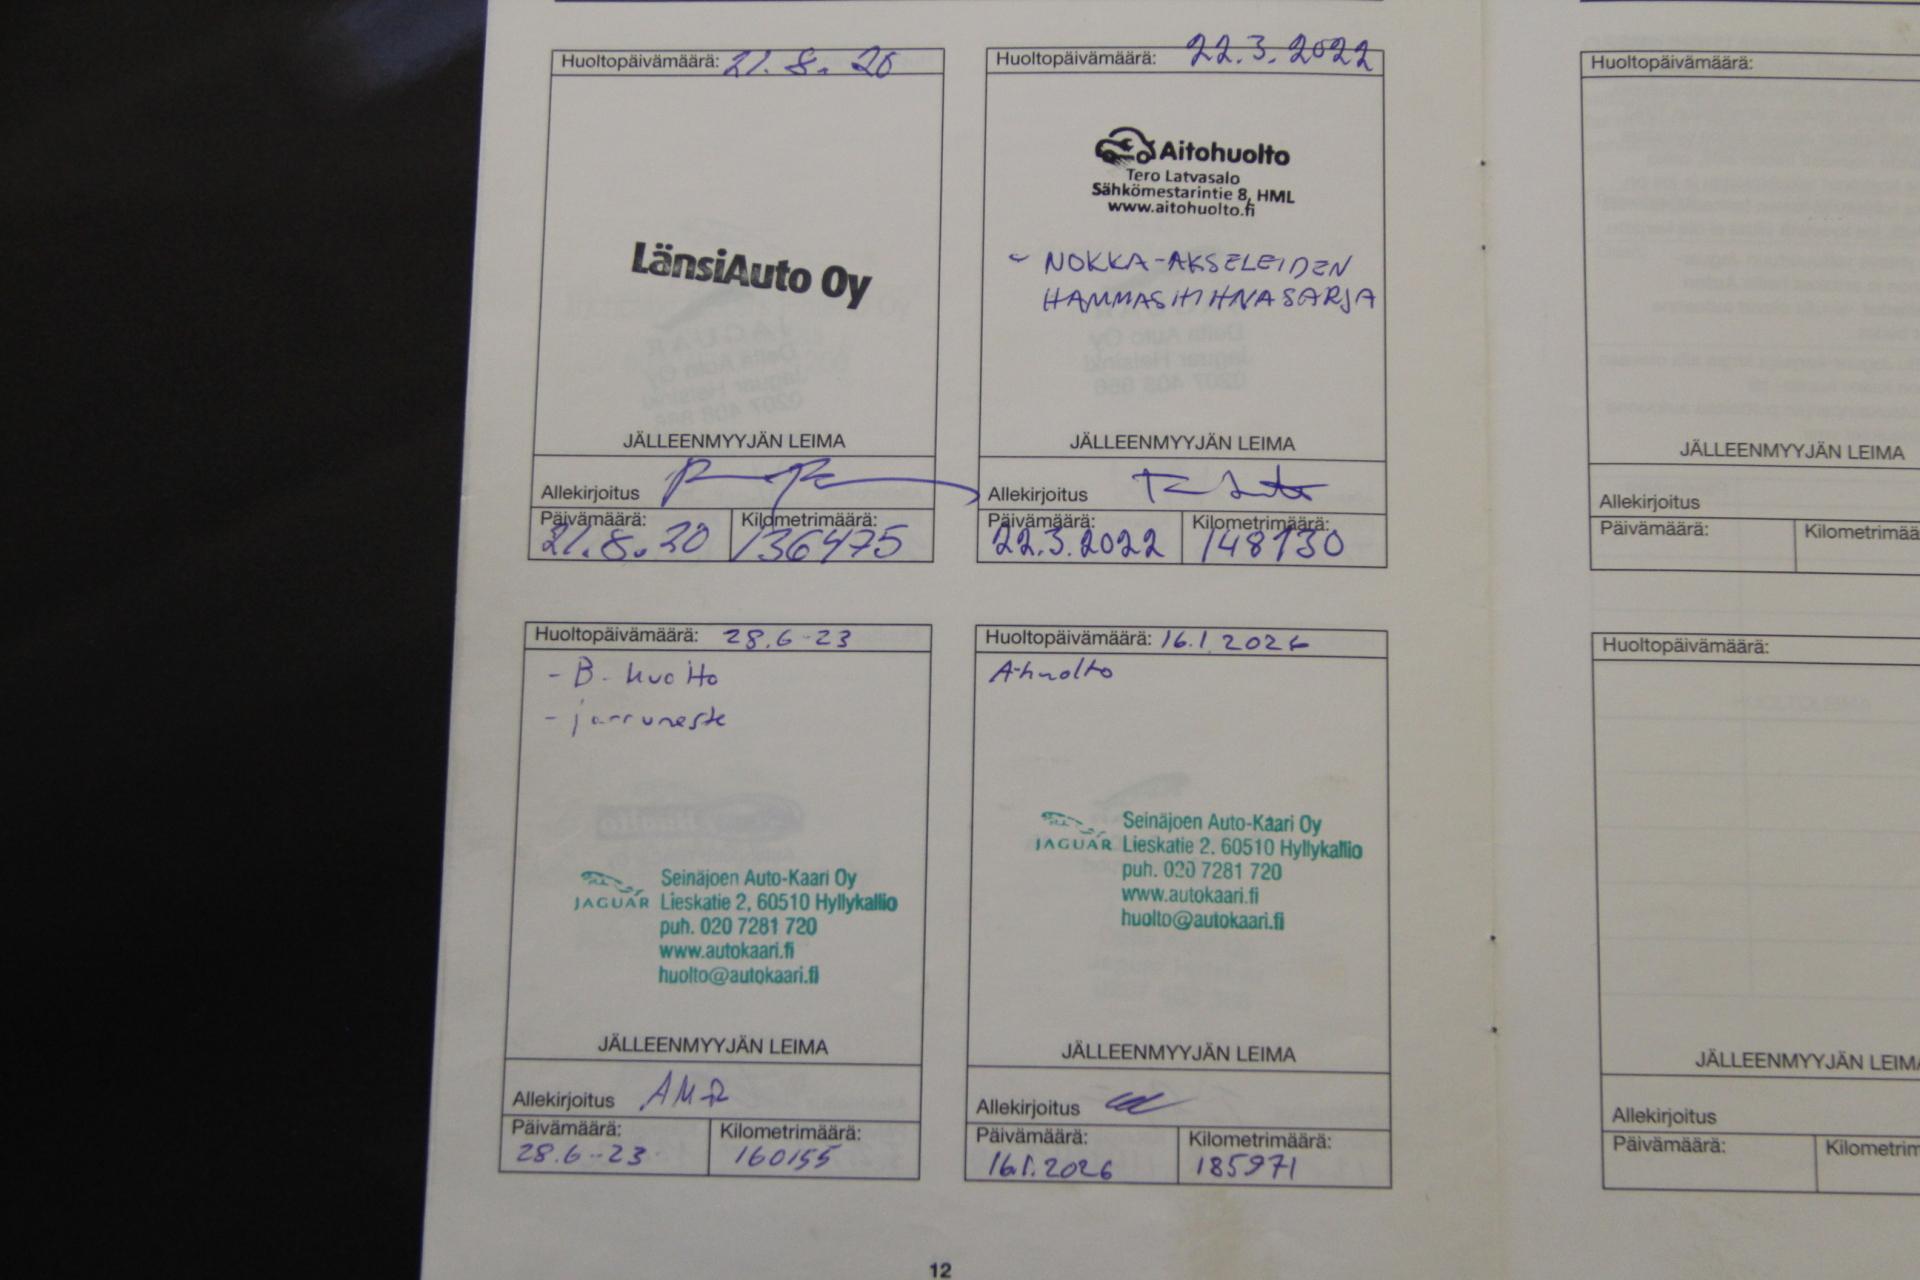 Huoltopäivämäärä: 21.8.20
LänsiAuto Oy
JÄLLEENMYYJÄN LEIMA
Allekirjoitus
Päivämäärä: Kilometrimäärä:
21.8.20 136475
Huoltopäivämäärä: 22.3.2022
Aitohuolto
Tero Latvasalo
Sähkömestarintie 8, HML
www.aitohuolto.fi
- NOKKA-AKSELEIDEN
HAMMASHIHNASARJA
JÄLLEENMYYJÄN LEIMA
Allekirjoitus
Päivämäärä: Kilometrimäärä:
22.3.2022 148130
Huoltopäivämäärä: 28.6-23
- B-huolto
- jarruneste
JAGUAR
Seinäjoen Auto-Kaari Oy
Lieskatie 2, 60510 Hyllykallio
puh. 020 7281 720
www.autokaari.fi
huolto@autokaari.fi
JÄLLEENMYYJÄN LEIMA
Allekirjoitus
Päivämäärä: Kilometrimäärä:
28.6-23 160155
Huoltopäivämäärä: 16.1.2026
A-huolto
JAGUAR
Seinäjoen Auto-Kaari Oy
Lieskatie 2. 60510 Hyllykallio
puh. 020 7281 720
www.autokaari.fi
huolto@autokaari.fi
JÄLLEENMYYJÄN LEIMA
Allekirjoitus
Päivämäärä: Kilometrimäärä:
16.1.2026 185971
12
Huoltopäivämäärä:
JÄLLEENMYYJÄN LEIMA
Allekirjoitus
Päivämäärä: Kilometrimää
Huoltopäivämäärä:
JÄLLEENMYYJÄN LEIMA
Allekirjoitus
Päivämäärä: Kilometrim